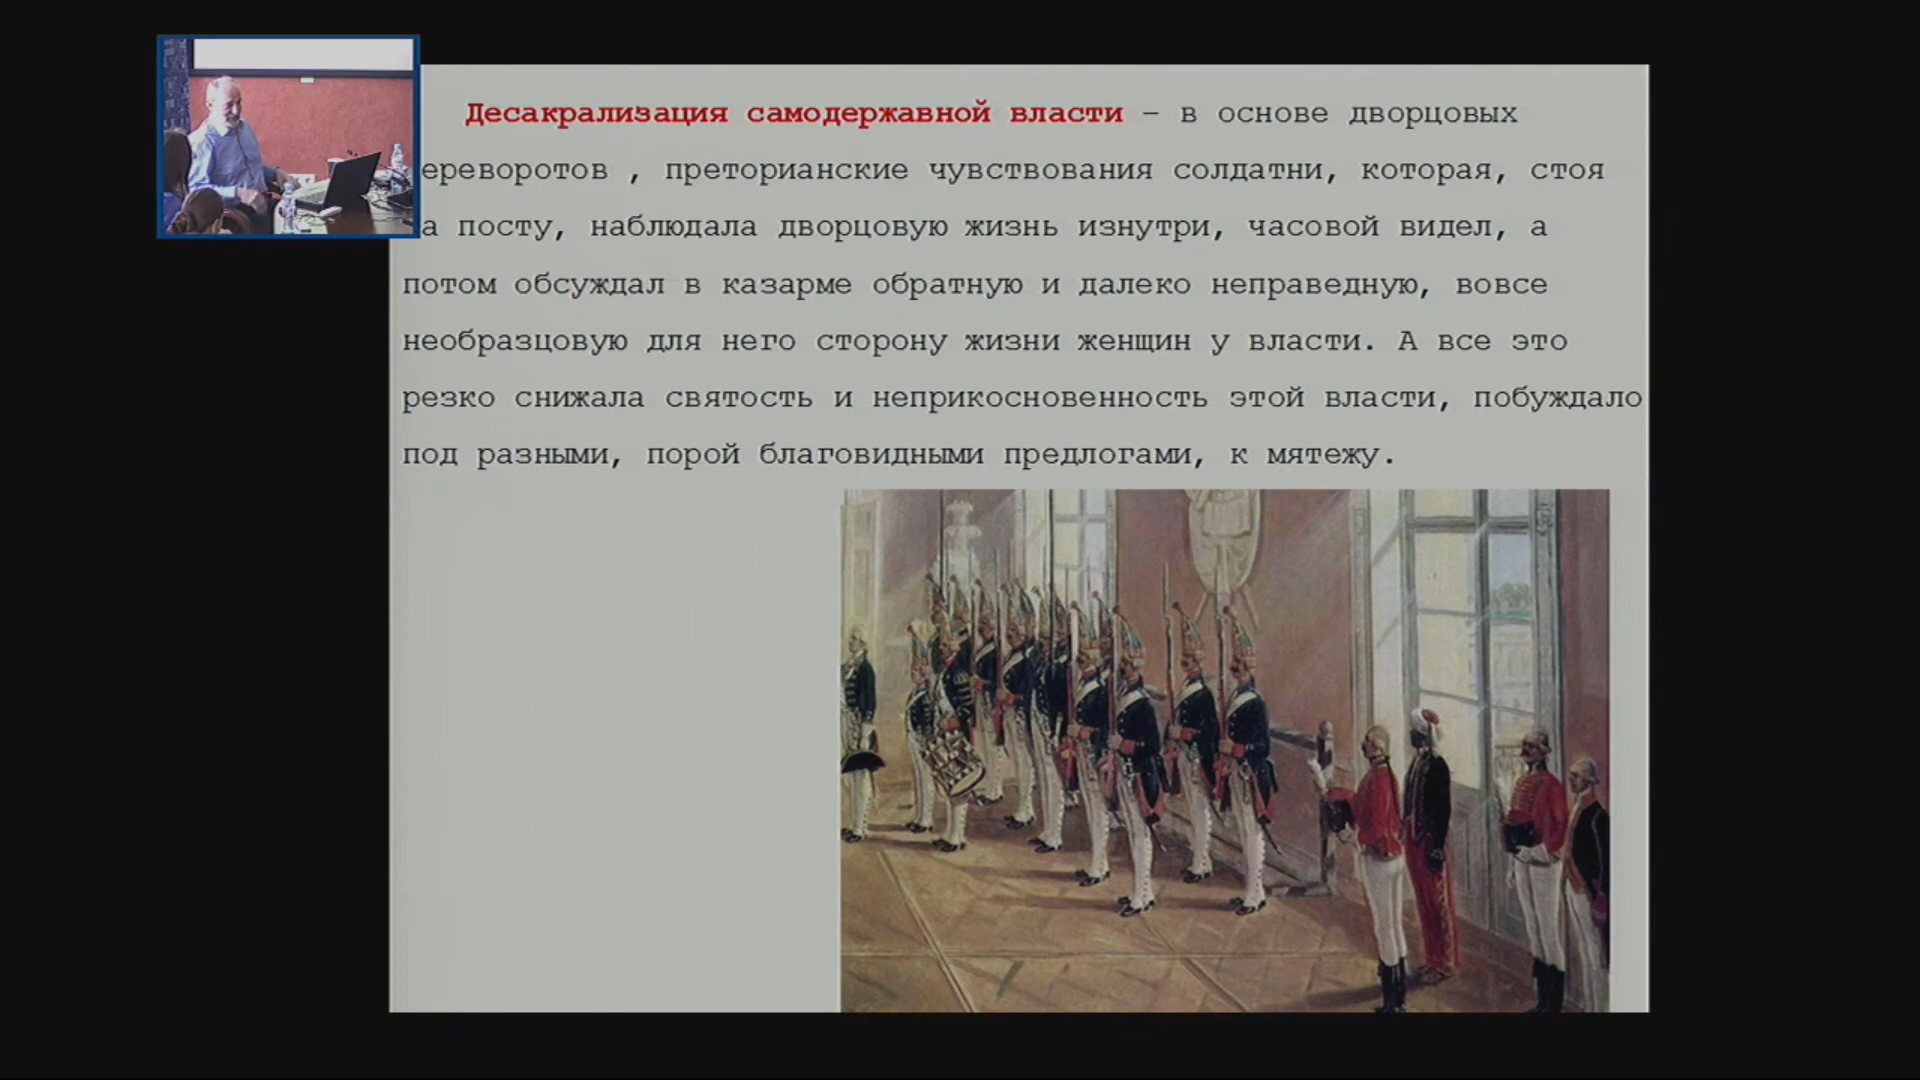 Десакрализация самодержавной власти – в основе дворцовых
ереворотов , преторианские чувствования солдатни, которая, стоя
а посту, наблюдала дворцовую жизнь изнутри, часовой видел, а
потом обсуждал в казарме обратную и далеко неправедную, вовсе
необразцовую для него сторону жизни женщин у власти. А все это
резко снижала святость и неприкосновенность этой власти, побуждало
под разными, порой благовидными предлогами, к мятежу.